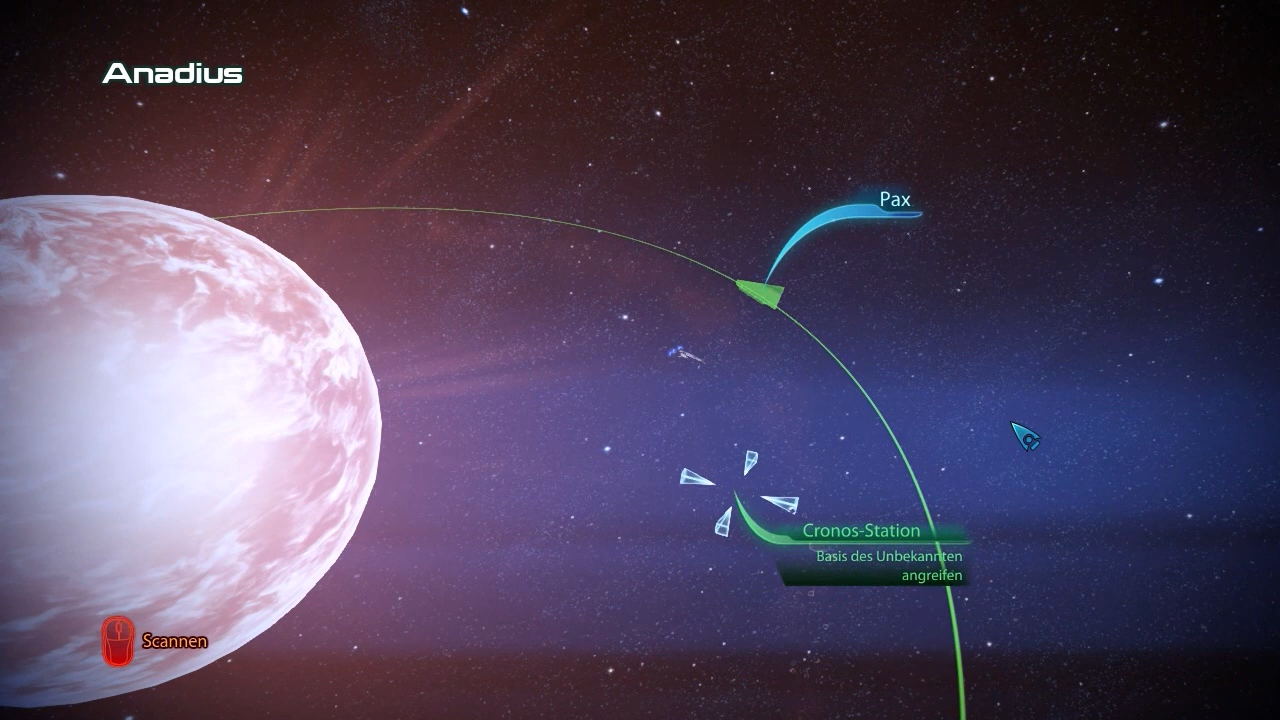 Anadius
Pax
Cronos-Station
Basis des Unbekannten
angreifen
Scannen